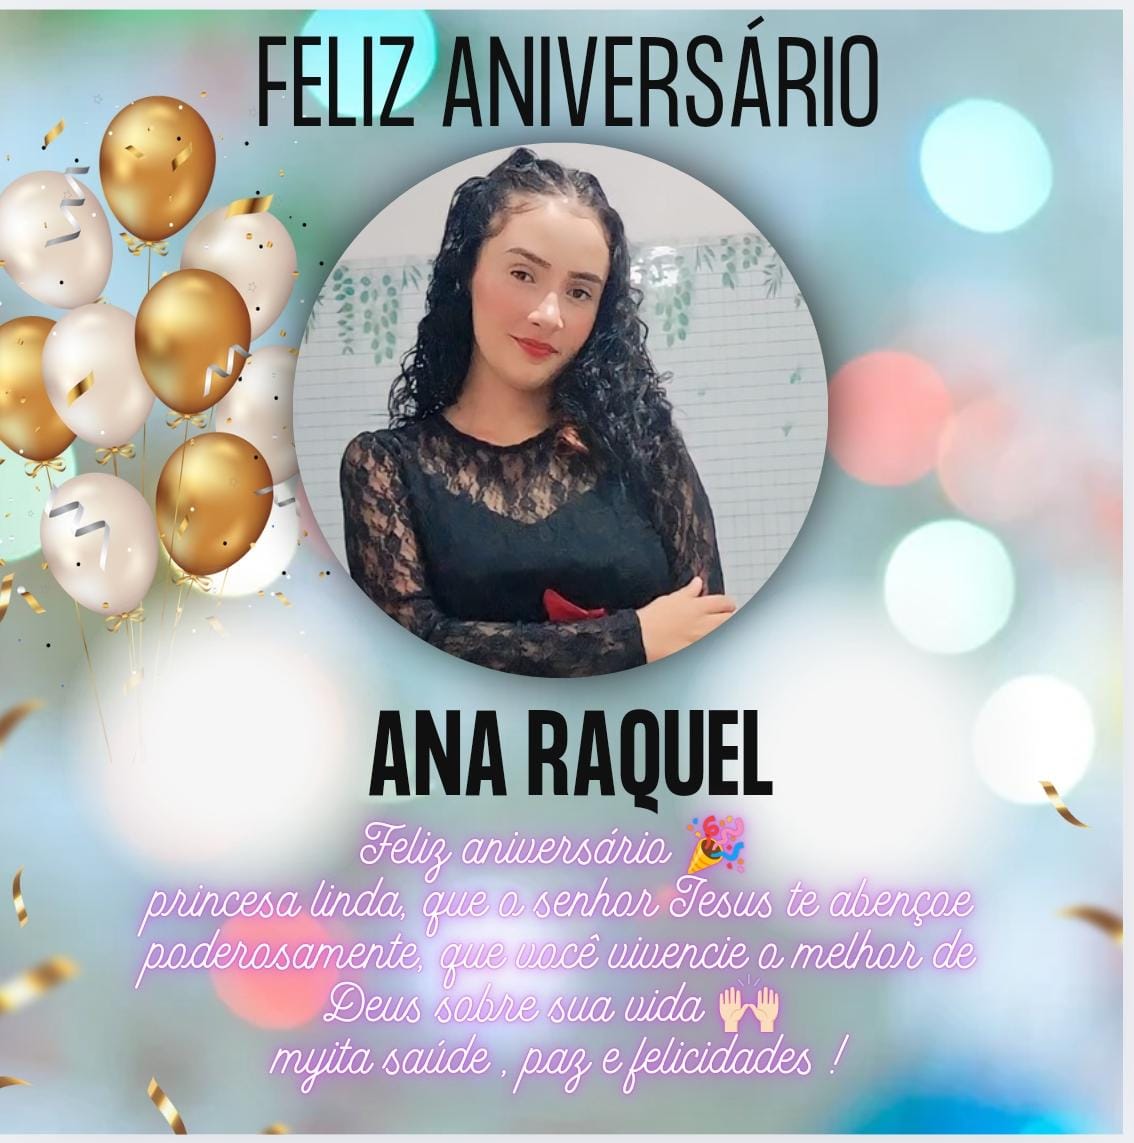 FELIZ ANIVERSÁRIO
ANA RAQUEL
Feliz aniversário 🎉
princesa linda, que o senhor Jesus te abençoe
poderosamente, que você vivencie o melhor de
Deus sobre sua vida 🙌🏻
myita saúde , paz e felicidades !